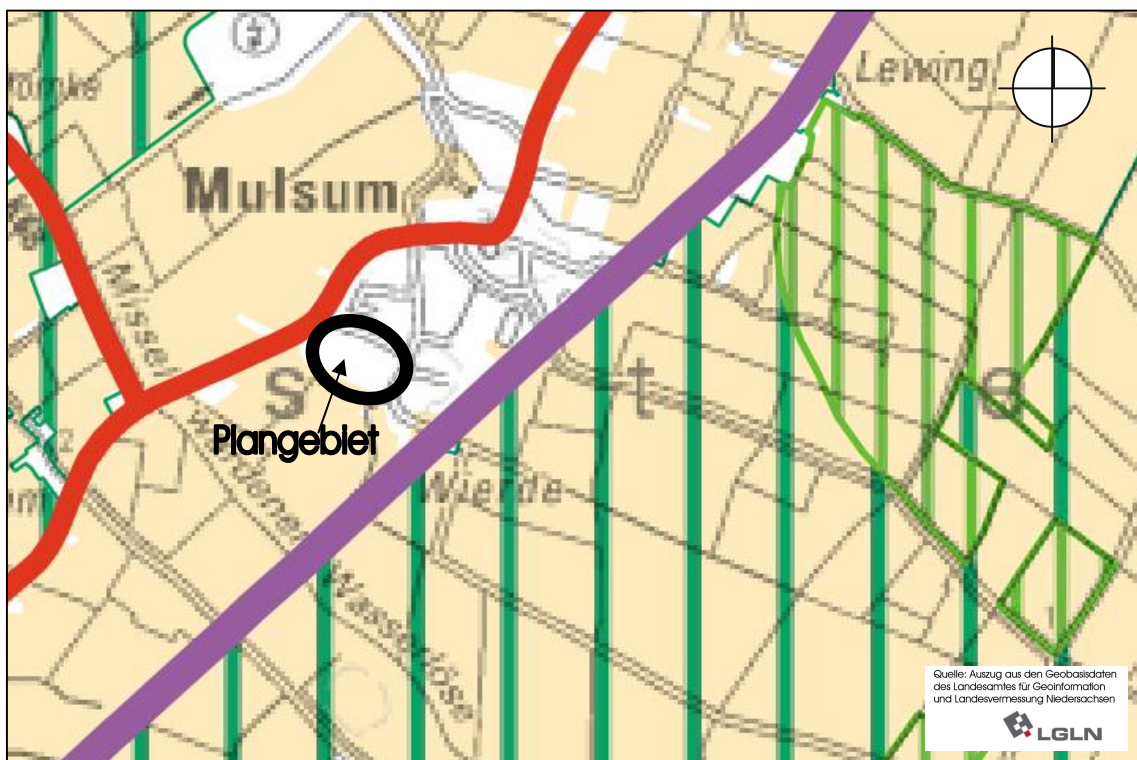 Lewing
Mulsum
S
t
e
Plangebiet
Wierde
Wasserlöse
Quelle: Auszug aus den Geobasisdaten
des Landesamtes für Geoinformation
und Landesvermessung Niedersachsen
LGLN